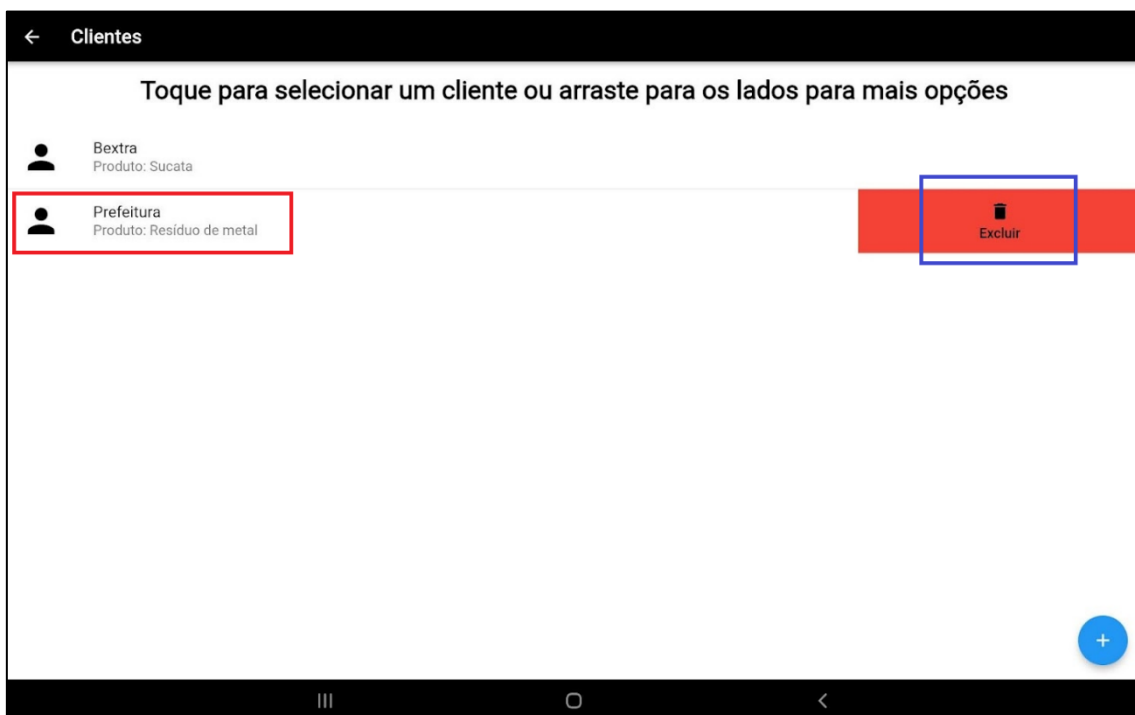 Clientes
Toque para selecionar um cliente ou arraste para os lados para mais opções
Bextra
Produto: Sucata
Prefeitura
Produto: Resíduo de metal
Excluir